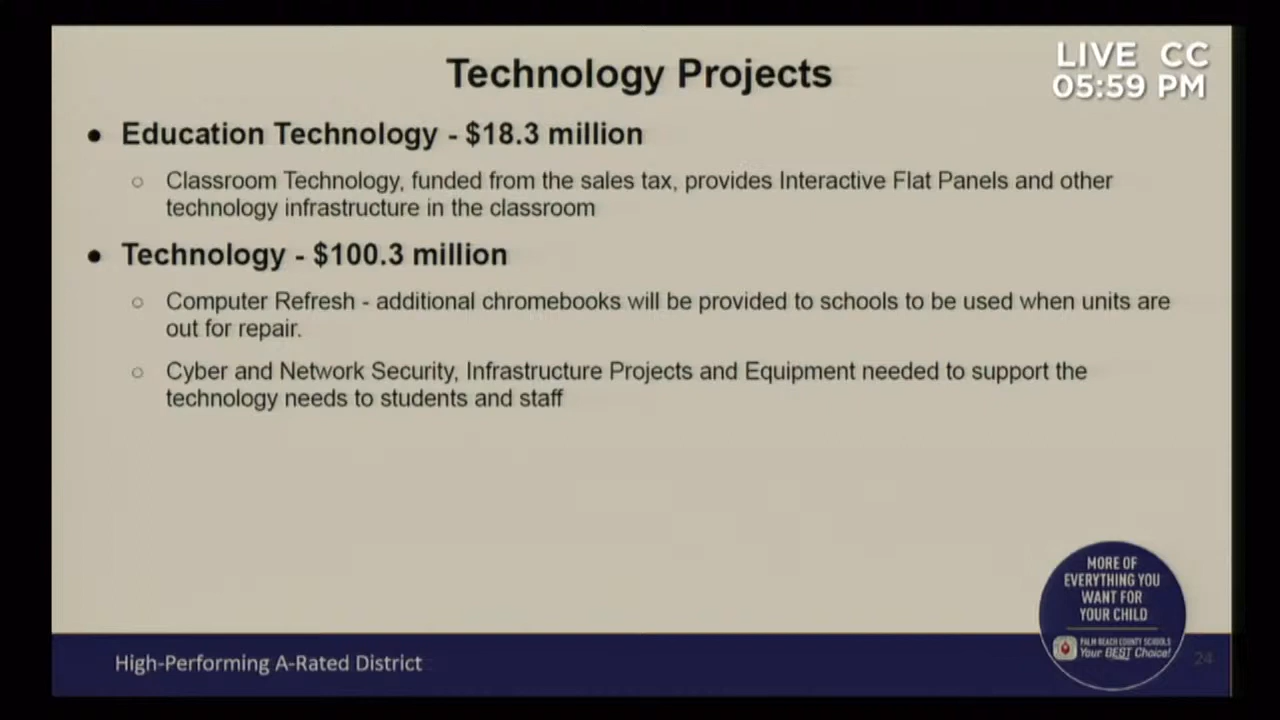 Technology Projects
LIVE CC
05:59 PM
● Education Technology - $18.3 million
○ Classroom Technology, funded from the sales tax, provides Interactive Flat Panels and other
technology infrastructure in the classroom
● Technology - $100.3 million
○ Computer Refresh - additional chromebooks will be provided to schools to be used when units are
out for repair.
○ Cyber and Network Security, Infrastructure Projects and Equipment needed to support the
technology needs to students and staff
MORE OF
EVERYTHING YOU
WANT FOR
YOUR CHILD
PALM BEACH COUNTY SCHOOLS
Your BEST Choice!
High-Performing A-Rated District
24